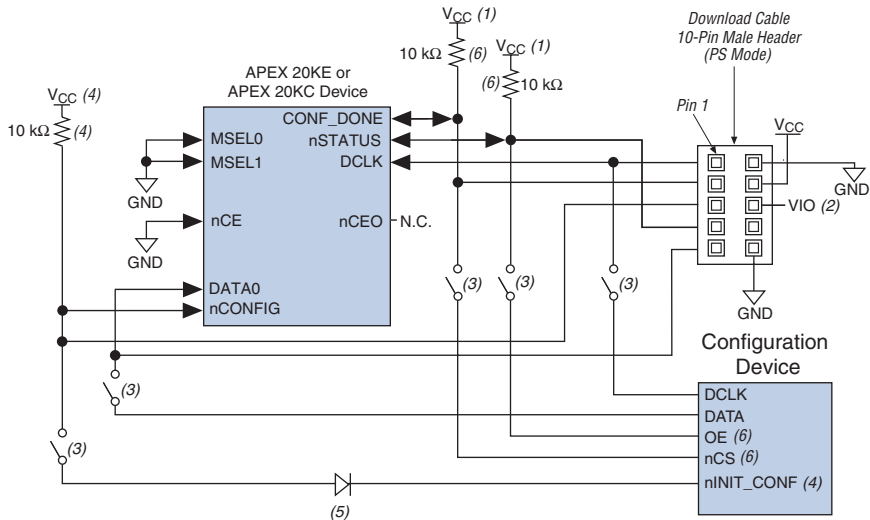 V<sub>CC</sub> (1)
10 kΩ
(6)
V<sub>CC</sub> (1)
(6)
10 kΩ
Download Cable
10-Pin Male Header
(PS Mode)
Pin 1
V<sub>CC</sub>
GND
VIO (2)
GND
V<sub>CC</sub> (4)
10 kΩ
(4)
APEX 20KE or
APEX 20KC Device
CONF_DONE
MSEL0
nSTATUS
MSEL1
DCLK
GND
nCE
nCEO
N.C.
GND
DATA0
nCONFIG
(3)
(3)
(3)
(3)
(3)
Configuration
Device
DCLK
DATA
OE (6)
nCS (6)
nINIT_CONF (4)
(5)